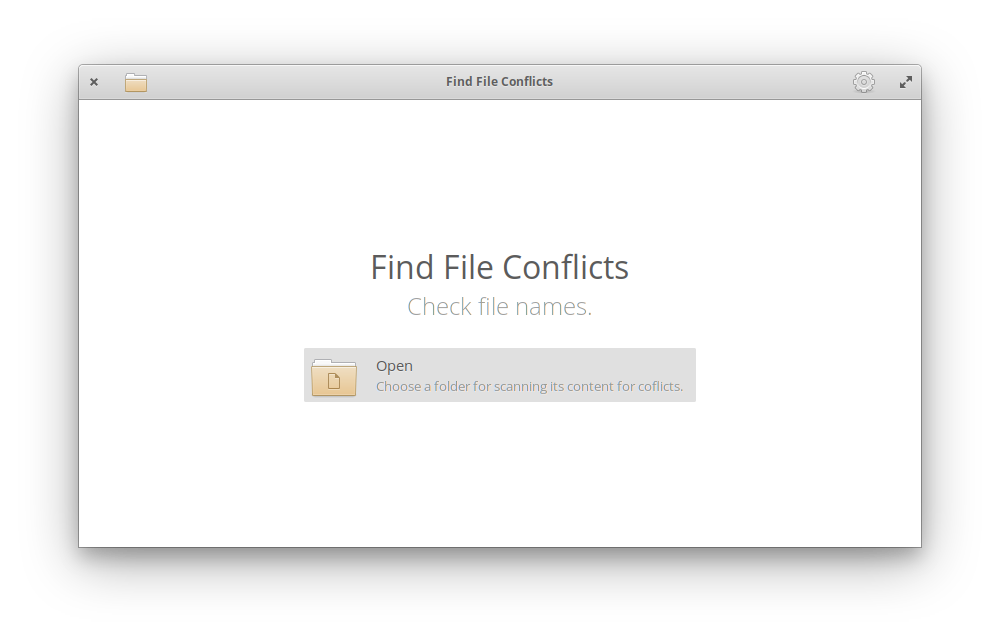 Find File Conflicts
Find File Conflicts
Check file names.
Open
Choose a folder for scanning its content for coflicts.